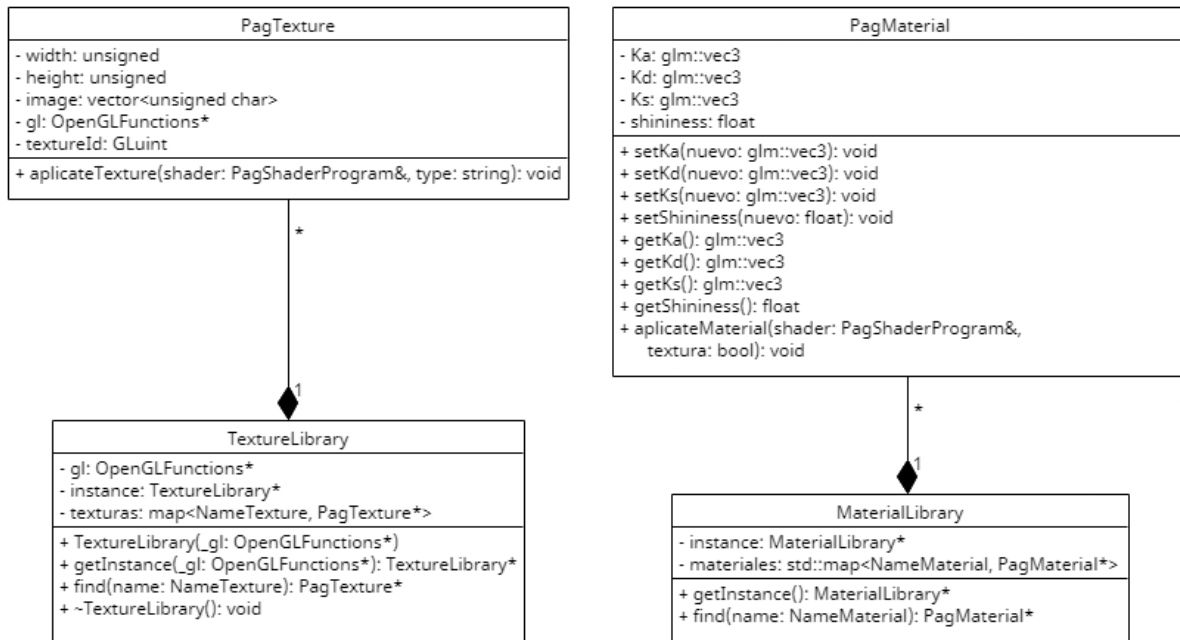 PagTexture
- width: unsigned
- height: unsigned
- image: vector<unsigned char>
- gl: OpenGLFunctions*
- textureId: GLuint
+ aplicateTexture(shader: PagShaderProgram&, type: string): void
*
1
TextureLibrary
- gl: OpenGLFunctions*
- instance: TextureLibrary*
- texturas: map<NameTexture, PagTexture*>
+ TextureLibrary(_gl: OpenGLFunctions*)
+ getInstance(_gl: OpenGLFunctions*): TextureLibrary*
+ find(name: NameTexture): PagTexture*
+ ~TextureLibrary(): void
PagMaterial
- Ka: glm::vec3
- Kd: glm::vec3
- Ks: glm::vec3
- shininess: float
+ setKa(nuevo: glm::vec3): void
+ setKd(nuevo: glm::vec3): void
+ setKs(nuevo: glm::vec3): void
+ setShininess(nuevo: float): void
+ getKa(): glm::vec3
+ getKd(): glm::vec3
+ getKs(): glm::vec3
+ getShininess(): float
+ aplicateMaterial(shader: PagShaderProgram&,
textura: bool): void
*
1
MaterialLibrary
- instance: MaterialLibrary*
- materiales: std::map<NameMaterial, PagMaterial*>
+ getInstance(): MaterialLibrary*
+ find(name: NameMaterial): PagMaterial*